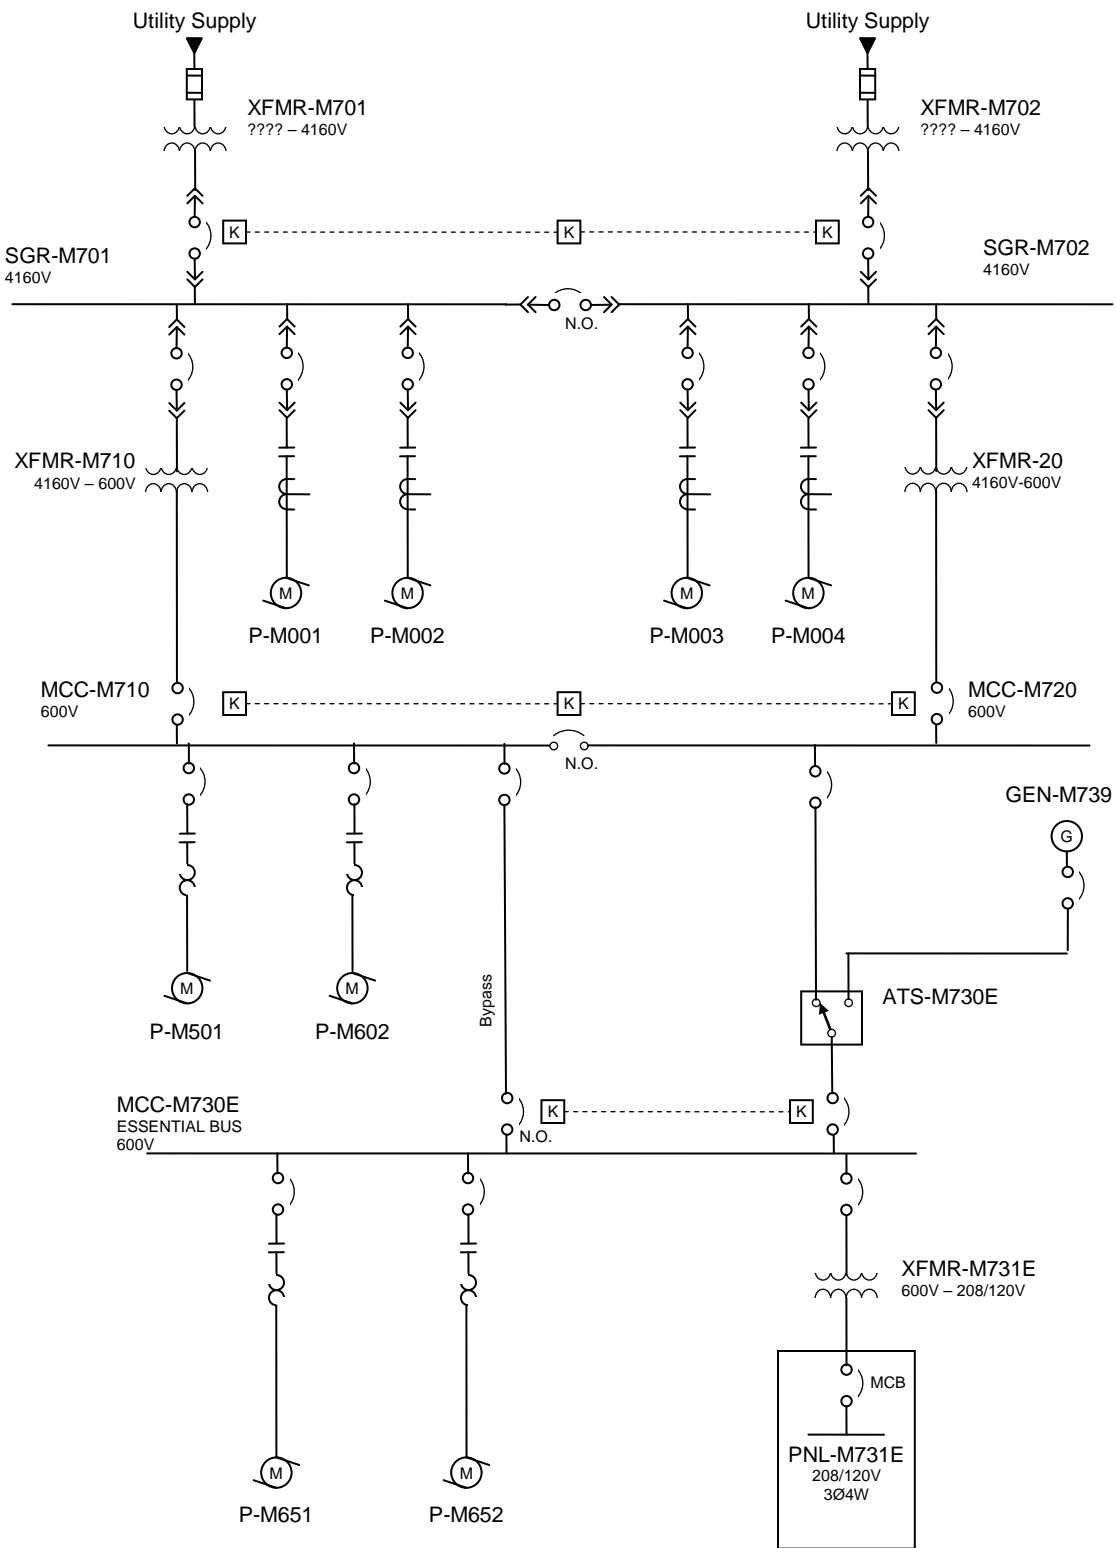 Utility Supply
Utility Supply
XFMR-M701
???? – 4160V
XFMR-M702
???? – 4160V
K
K
K
SGR-M701
4160V
SGR-M702
4160V
N.O.
XFMR-M710
4160V – 600V
XFMR-20
4160V-600V
M
M
M
M
P-M001
P-M002
P-M003
P-M004
MCC-M710
600V
K
K
K
MCC-M720
600V
N.O.
GEN-M739
G
Bypass
ATS-M730E
M
M
P-M501
P-M602
MCC-M730E
ESSENTIAL BUS
600V
K
K
N.O.
XFMR-M731E
600V – 208/120V
MCB
PNL-M731E
208/120V
3Ø4W
M
M
P-M651
P-M652